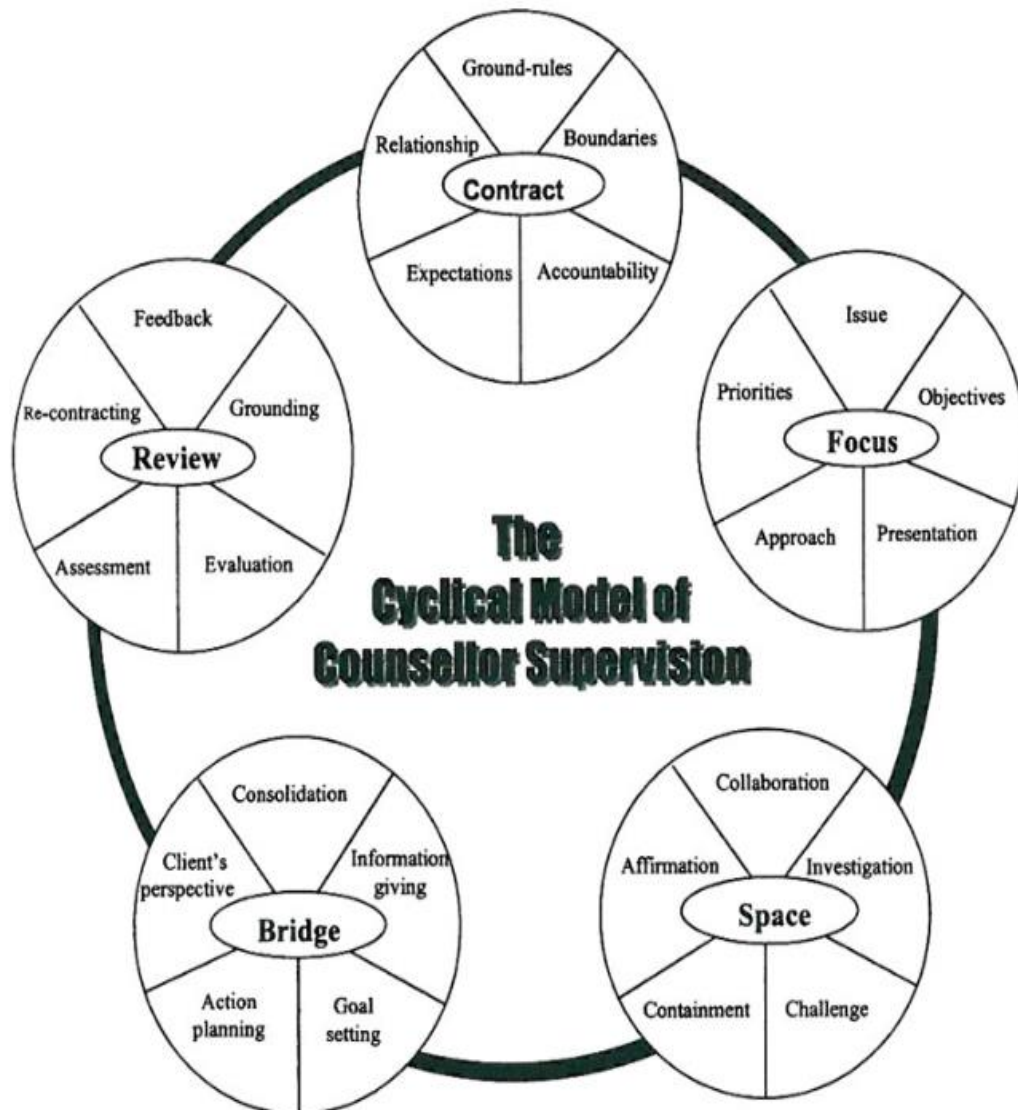 Ground-rules
Relationship
Boundaries
Contract
Expectations
Accountability
Feedback
Re-contracting
Grounding
Review
Assessment
Evaluation
Issue
Priorities
Objectives
Focus
Approach
Presentation
The
Cyclical Model of
Counsellor Supervision
Consolidation
Client's
perspective
Information
giving
Bridge
Action
planning
Goal
setting
Collaboration
Affirmation
Investigation
Space
Containment
Challenge